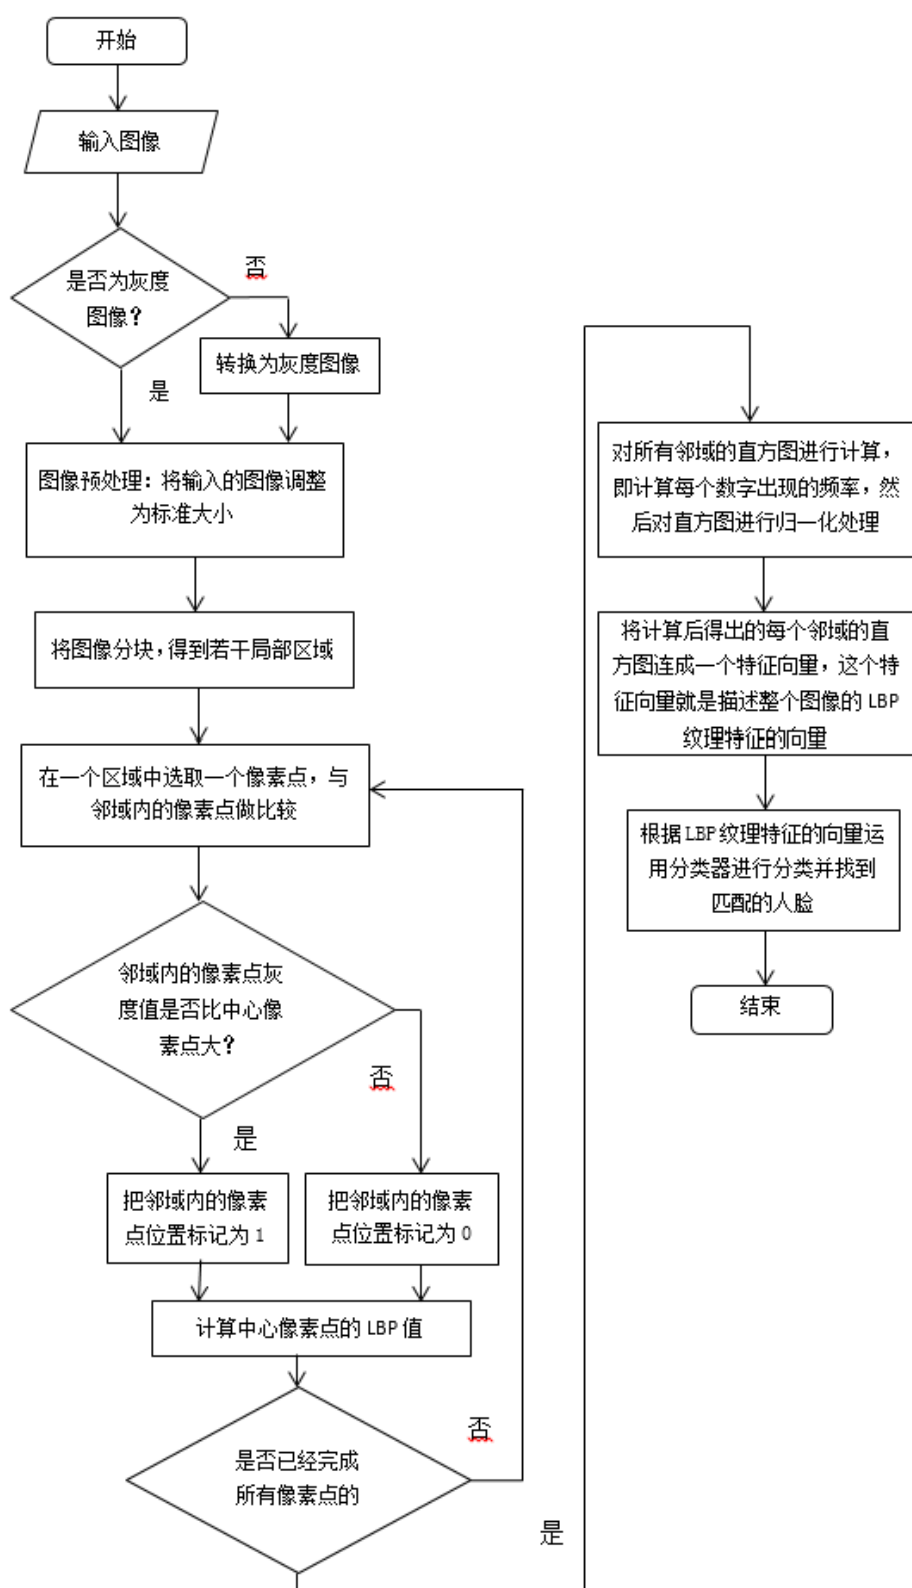 开始
输入图像
是否为灰度
图像？
否
转换为灰度图像
是
图像预处理：将输入的图像调整
为标准大小
将图像分块，得到若干局部区域
在一个区域中选取一个像素点，与
邻域内的像素点做比较
邻域内的像素点灰
度值是否比中心像
素点大？
否
是
把邻域内的像素
点位置标记为 1
把邻域内的像素
点位置标记为 0
计算中心像素点的 LBP 值
是否已经完成
所有像素点的
否
是
对所有邻域的直方图进行计算，
即计算每个数字出现的频率，然
后对直方图进行归一化处理
将计算后得出的每个邻域的直
方图连成一个特征向量，这个特
征向量就是描述整个图像的 LBP
纹理特征的向量
根据 LBP 纹理特征的向量运
用分类器进行分类并找到
匹配的人脸
结束